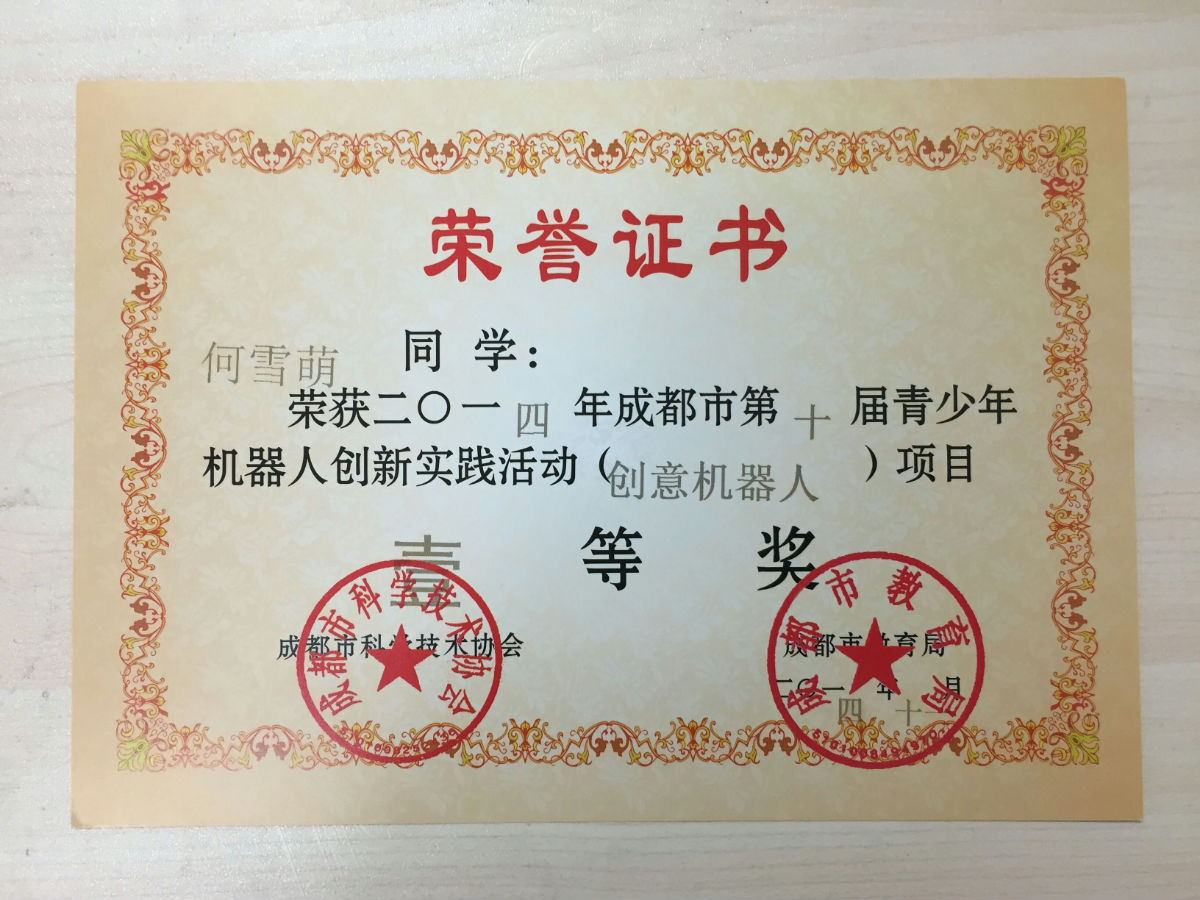 荣誉证书
何雪萌 同学：
荣获二〇一四年成都市第十届青少年
机器人创新实践活动（创意机器人）项目
壹等奖
成都市科学技术协会 成都市教育局
二〇一四年十一月
成都市科学技术协会
成都市教育局